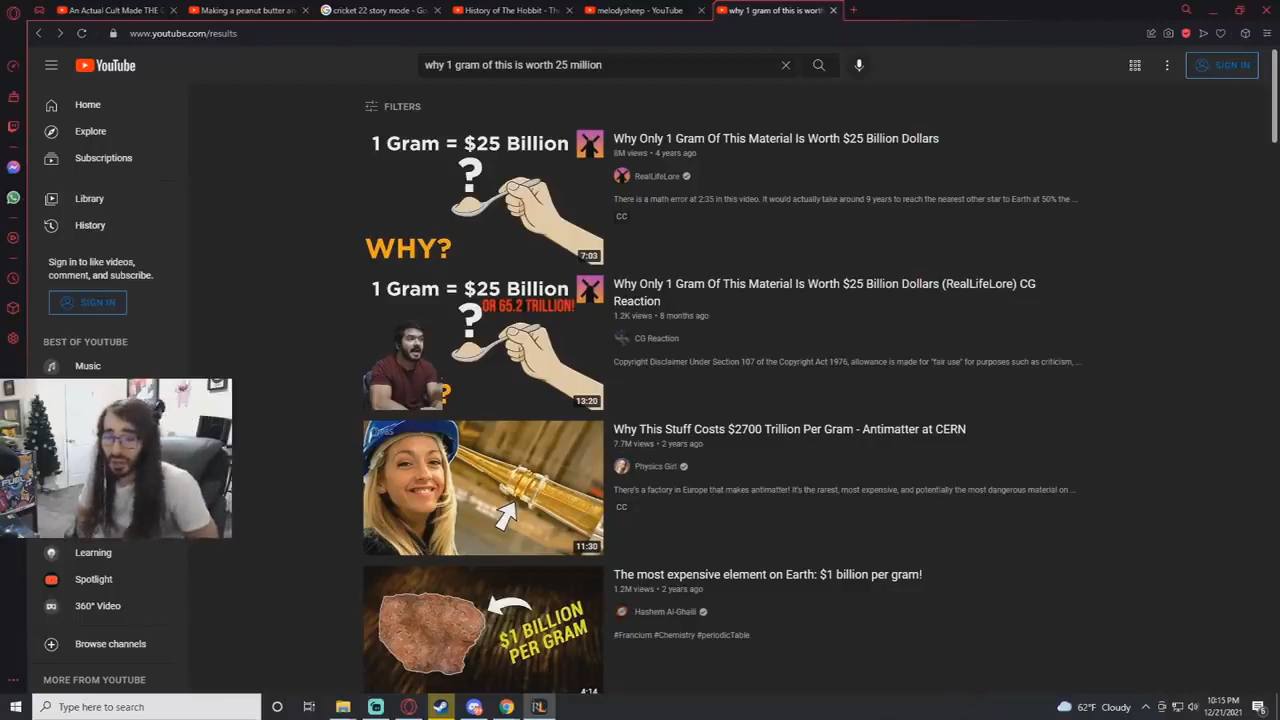 An Actual Cult Made THE D
Making a peanut butter an
cricket 22 story mode - Go
History of The Hobbit - Th
melodysheep - YouTube
why 1 gram of this is worth
www.youtube.com/results
YouTube
why 1 gram of this is worth 25 million
SIGN IN
Home
Explore
Subscriptions
Library
History
Sign in to like videos,
comment, and subscribe.
SIGN IN
BEST OF YOUTUBE
Music
Learning
Spotlight
360° Video
Browse channels
MORE FROM YOUTUBE
FILTERS
1 Gram = $25 Billion
?
WHY?
7:03
Why Only 1 Gram Of This Material Is Worth $25 Billion Dollars
8M views • 4 years ago
RealLifeLore
There is a math error at 2:35 in this video. It would actually take around 9 years to reach the nearest other star to Earth at 50% the ...
CC
1 Gram = $25 Billion
OR 65.2 TRILLION!
?
?
13:20
Why Only 1 Gram Of This Material Is Worth $25 Billion Dollars (RealLifeLore) CG
Reaction
1.2K views • 8 months ago
CG Reaction
Copyright Disclaimer Under Section 107 of the Copyright Act 1976, allowance is made for "fair use" for purposes such as criticism, ...
11:30
Why This Stuff Costs $2700 Trillion Per Gram - Antimatter at CERN
7.7M views • 2 years ago
Physics Girl
There's a factory in Europe that makes antimatter! It's the rarest, most expensive, and potentially the most dangerous material on ...
CC
$1 BILLION
PER GRAM
4:14
The most expensive element on Earth: $1 billion per gram!
1.2M views • 2 years ago
Hashem Al-Ghaili
#Francium #Chemistry #periodicTable
Type here to search
62°F Cloudy
10:15 PM
12/21/2021